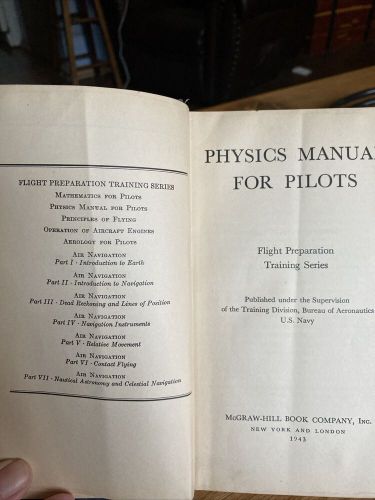 FLIGHT PREPARATION TRAINING SERIES
MATHEMATICS FOR PILOTS
PHYSICS MANUAL FOR PILOTS
PRINCIPLES OF FLYING
OPERATION OF AIRCRAFT ENGINES
AEROLOGY FOR PILOTS
AIR NAVIGATION
Part I · Introduction to Earth
AIR NAVIGATION
Part II · Introduction to Navigation
AIR NAVIGATION
Part III · Dead Reckoning and Lines of Position
AIR NAVIGATION
Part IV · Navigation Instruments
AIR NAVIGATION
Part V · Relative Movement
AIR NAVIGATION
Part VI · Contact Flying
AIR NAVIGATION
Part VII · Nautical Astronomy and Celestial Navigation
PHYSICS MANUAL
FOR PILOTS
Flight Preparation
Training Series
Published under the Supervision
of the Training Division, Bureau of Aeronautics
U.S. Navy
McGRAW-HILL BOOK COMPANY, INC.
NEW YORK AND LONDON
1943